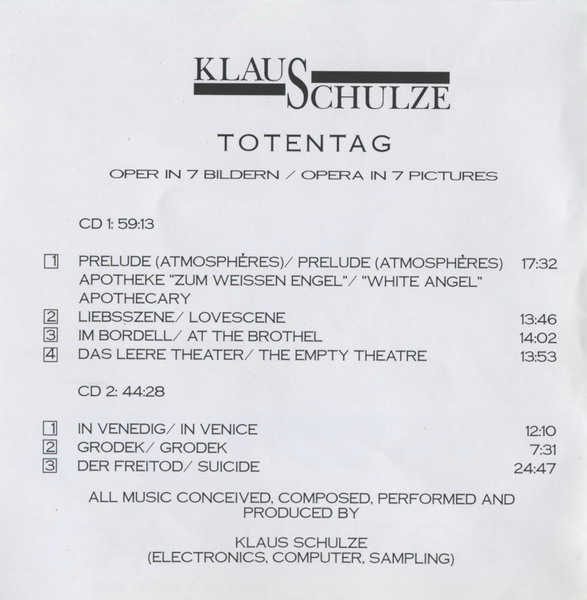 KLAUS SCHULZE
TOTENTAG
OPER IN 7 BILDERN / OPERA IN 7 PICTURES
CD 1: 59:13
1 PRELUDE (ATMOSPHÉRES)/ PRELUDE (ATMOSPHÈRES) 17:32
APOTHEKE "ZUM WEISSEN ENGEL"/ "WHITE ANGEL"
APOTHECARY
2 LIEBSSZENE/ LOVESCENE 13:46
3 IM BORDELL/ AT THE BROTHEL 14:02
4 DAS LEERE THEATER/ THE EMPTY THEATRE 13:53
CD 2: 44:28
1 IN VENEDIG/ IN VENICE 12:10
2 GRODEK/ GRODEK 7:31
3 DER FREITOD/ SUICIDE 24:47
ALL MUSIC CONCEIVED, COMPOSED, PERFORMED AND
PRODUCED BY
KLAUS SCHULZE
(ELECTRONICS, COMPUTER, SAMPLING)